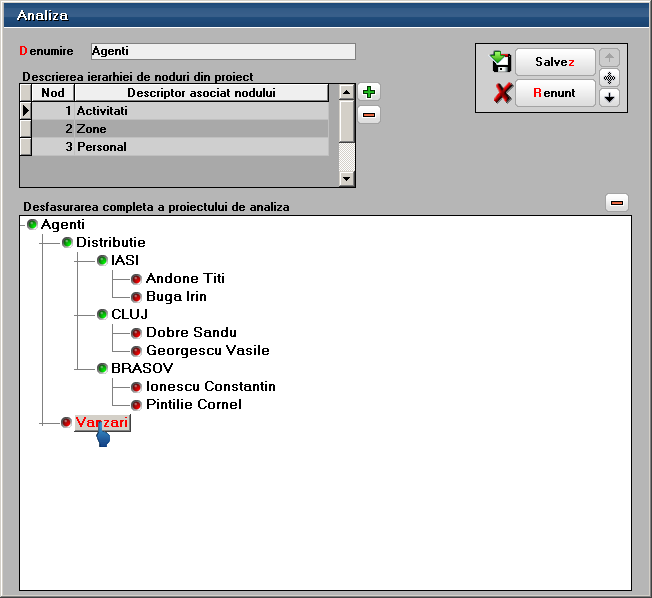 Analiza
Denumire Agenti
Salvez
Descrierea ierarhiei de noduri din proiect
Renunt
Nod Descriptor asociat nodului
1 Activitati
2 Zone
3 Personal
Desfasurarea completa a proiectului de analiza
Agenti
Distributie
IASI
Andone Titi
Buga Irin
CLUJ
Dobre Sandu
Georgescu Vasile
BRASOV
Ionescu Constantin
Pintilie Cornel
Vanzari